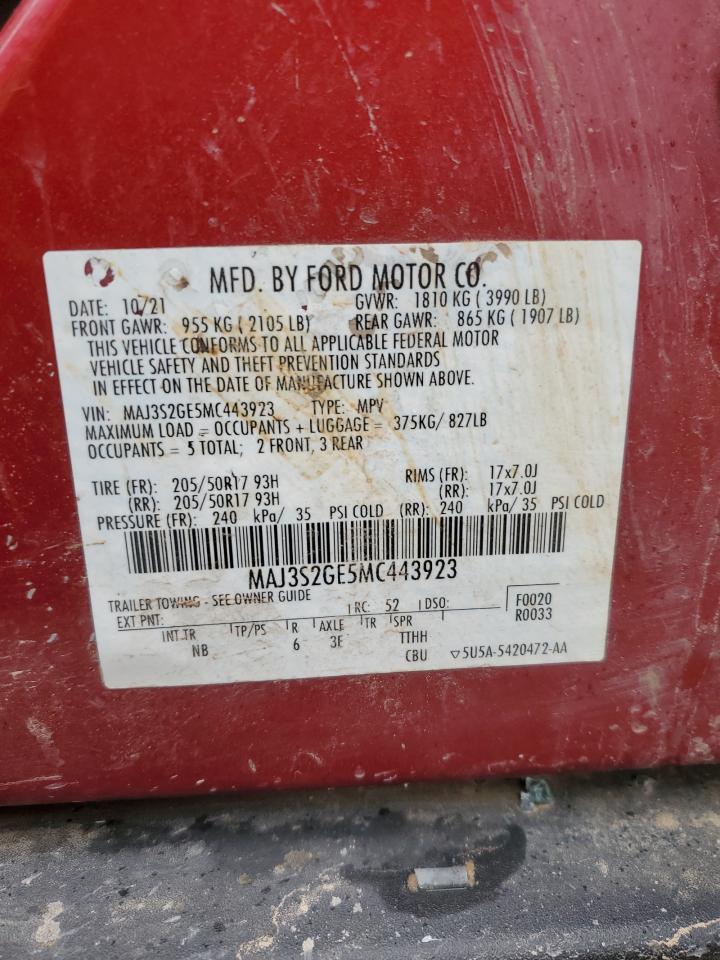 MFD. BY FORD MOTOR CO.
DATE: 10/21 GVWR: 1810 KG ( 3990 LB)
FRONT GAWR: 955 KG ( 2105 LB) REAR GAWR: 865 KG ( 1907 LB)
THIS VEHICLE CONFORMS TO ALL APPLICABLE FEDERAL MOTOR
VEHICLE SAFETY AND THEFT PREVENTION STANDARDS
IN EFFECT ON THE DATE OF MANUFACTURE SHOWN ABOVE.
VIN: MAJ3S2GE5MC443923 TYPE: MPV
MAXIMUM LOAD = OCCUPANTS + LUGGAGE = 375KG/ 827LB
OCCUPANTS = 5 TOTAL; 2 FRONT, 3 REAR
TIRE (FR): 205/50R17 93H RIMS (FR): 17x7.0J
(RR): 205/50R17 93H (RR): 17x7.0J
PRESSURE (FR): 240 kPa/ 35 PSI COLD (RR): 240 kPa/ 35 PSI COLD
MAJ3S2GE5MC443923
TRAILER TOWING - SEE OWNER GUIDE
EXT PNT: RC: 52 DSO: F0020
R0033
INT TR TP/PS R AXLE TR SPR
NB 6 3F TTHH
CBU ▽5U5A-5420472-AA